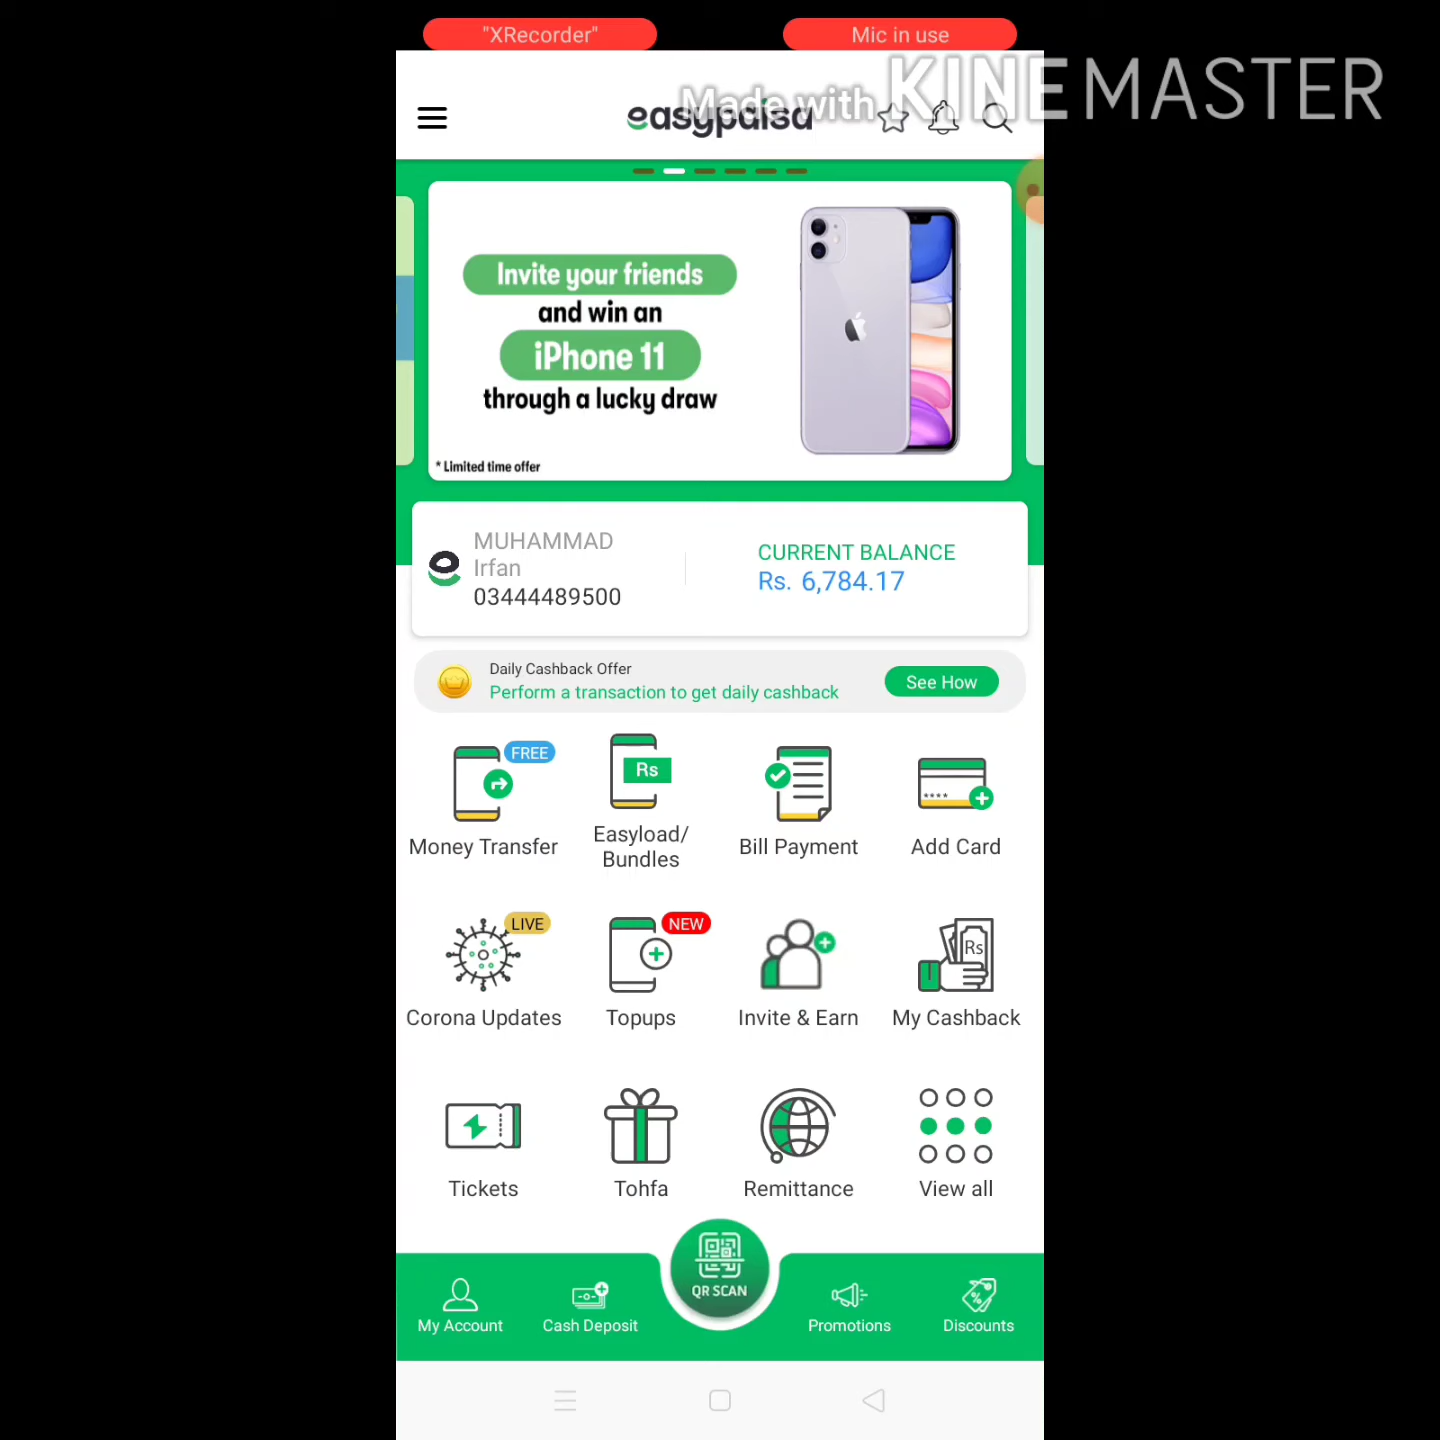 "XRecorder"
Mic in use
Made with KINEMASTER
easypaisa
Invite your friends
and win an
iPhone 11
through a lucky draw
* Limited time offer
MUHAMMAD
Irfan
03444489500
CURRENT BALANCE
Rs. 6,784.17
Daily Cashback Offer
Perform a transaction to get daily cashback
See How
FREE
Rs
****
Money Transfer
Easyload/
Bundles
Bill Payment
Add Card
LIVE
NEW
Rs
Corona Updates
Topups
Invite & Earn
My Cashback
Tickets
Tohfa
Remittance
View all
QR SCAN
My Account
Cash Deposit
Promotions
Discounts